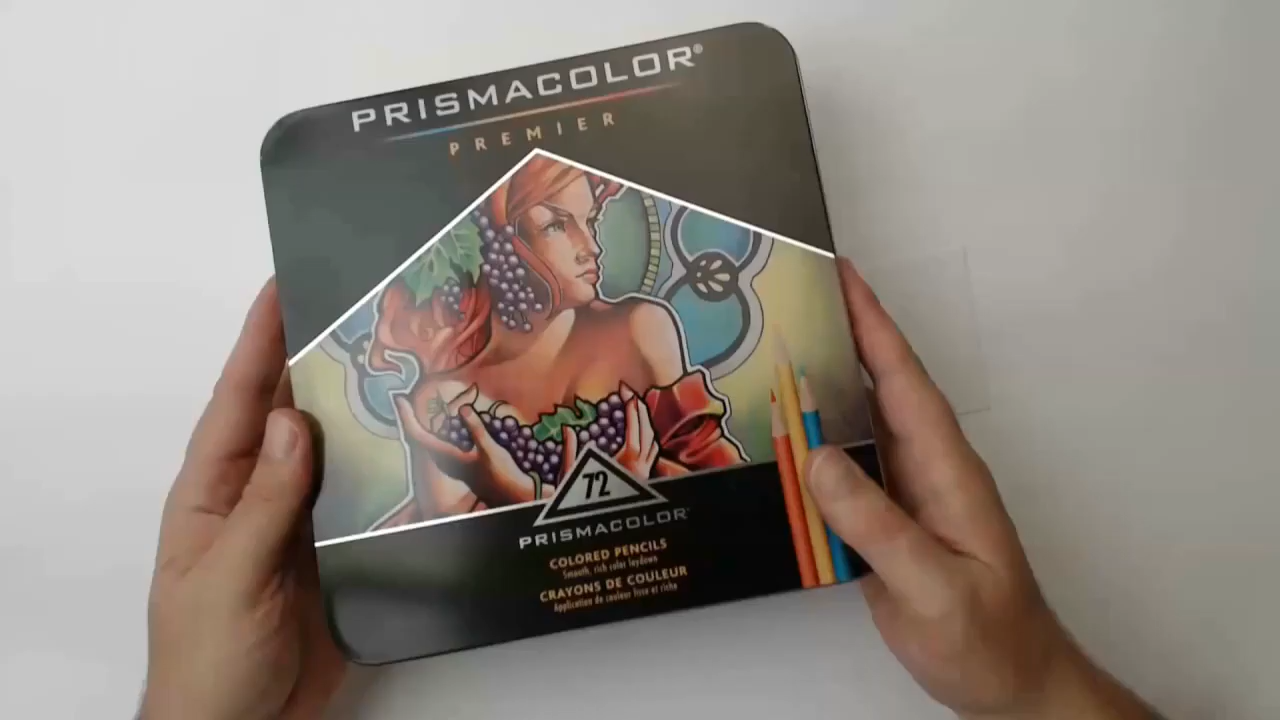 PRISMACOLOR®
PREMIER
72
PRISMACOLOR
COLORED PENCILS
Smooth, rich color laydown
CRAYONS DE COULEUR
Application de couleur lisse et riche